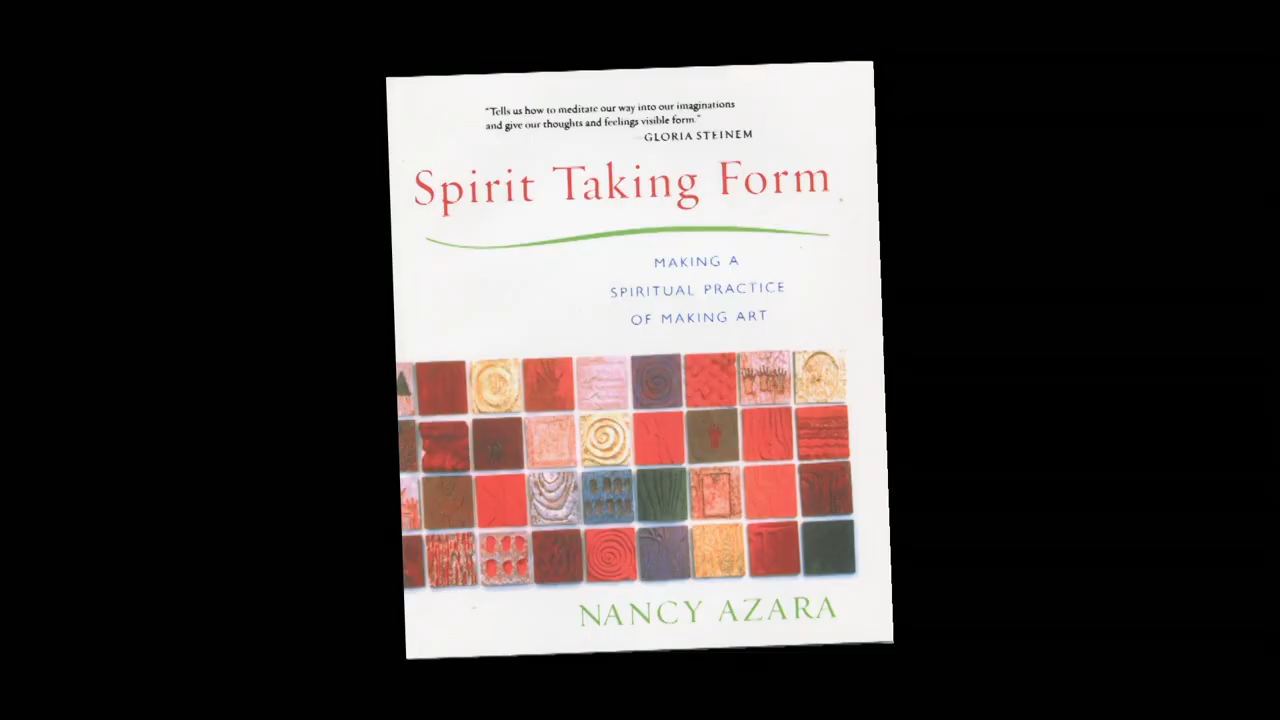 "Tells us how to meditate our way into our imaginations
and give our thoughts and feelings visible form."
—GLORIA STEINEM
Spirit Taking Form
MAKING A
SPIRITUAL PRACTICE
OF MAKING ART
NANCY AZARA